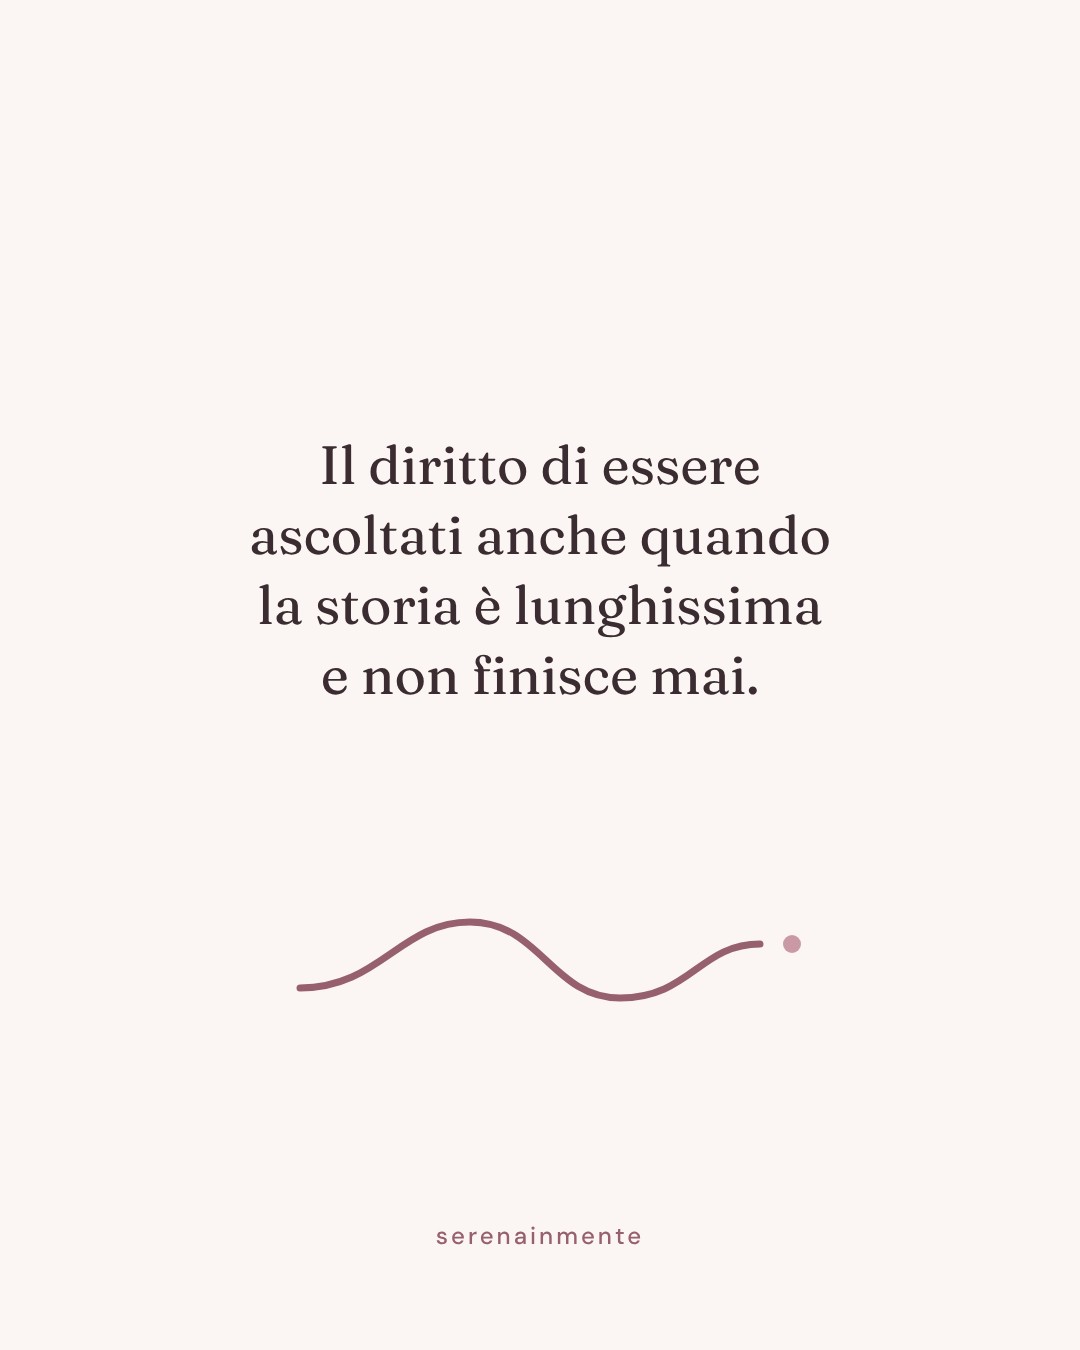 Il diritto di essere
ascoltati anche quando
la storia è lunghissima
e non finisce mai.
serenainmente